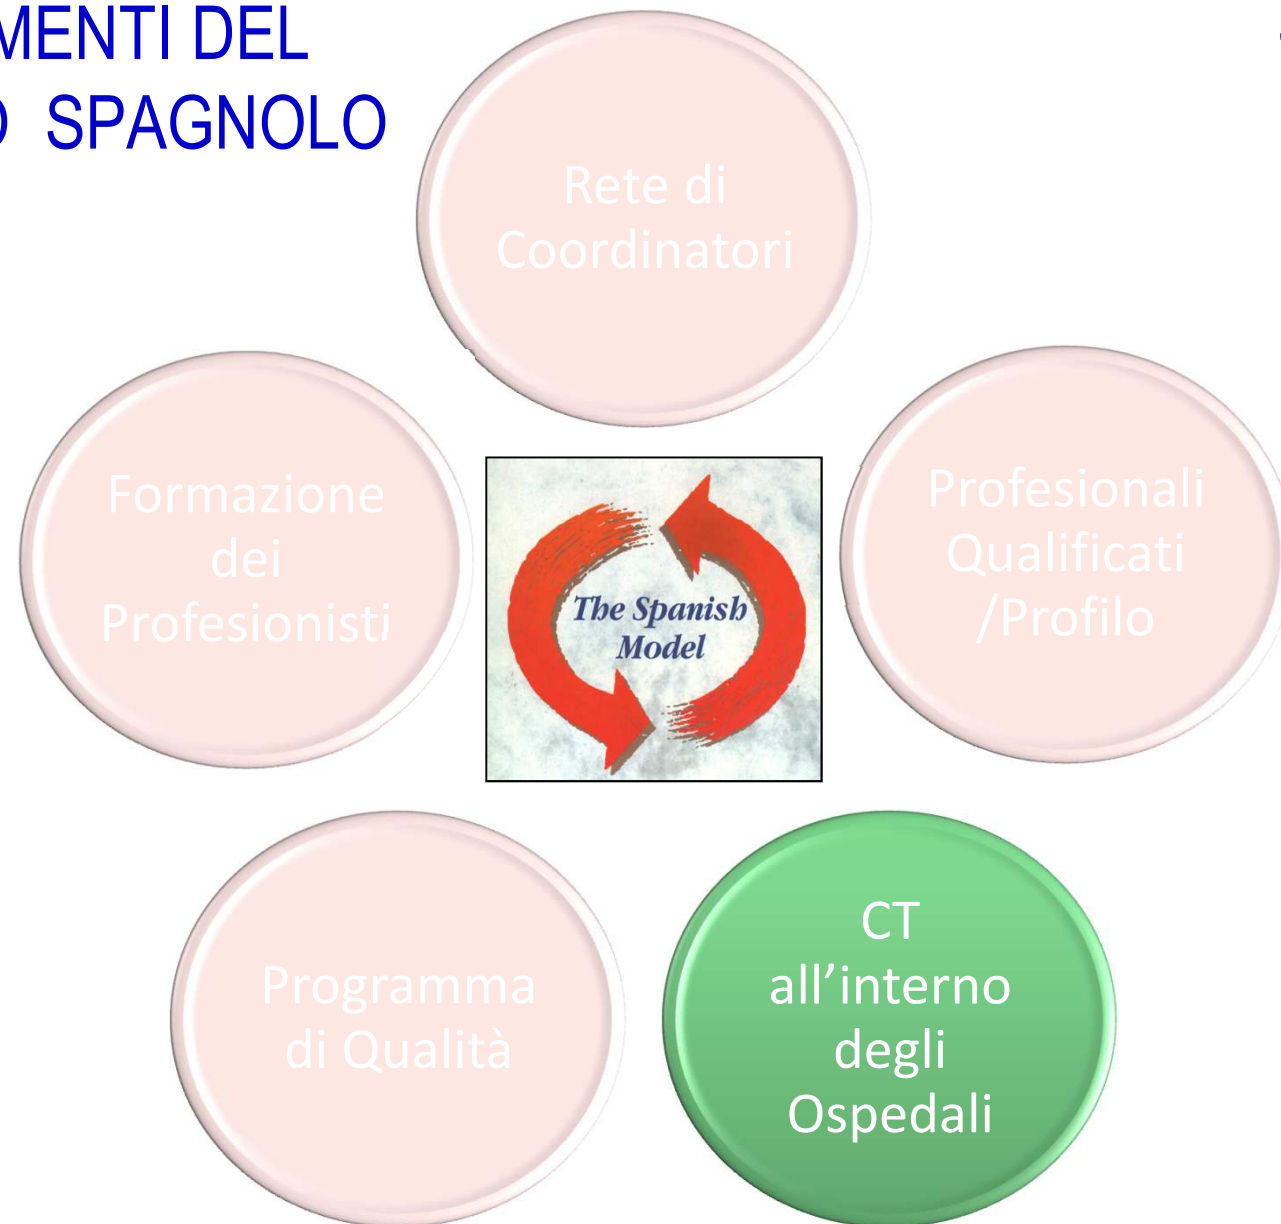 MENTI DEL
SPAGNOLO
Rete di
Coordinatori
Formazione
dei
Profesionisti
Profesionali
Qualificati
/Profilo
The Spanish
Model
Programma
di Qualità
CT
all’interno
degli
Ospedali